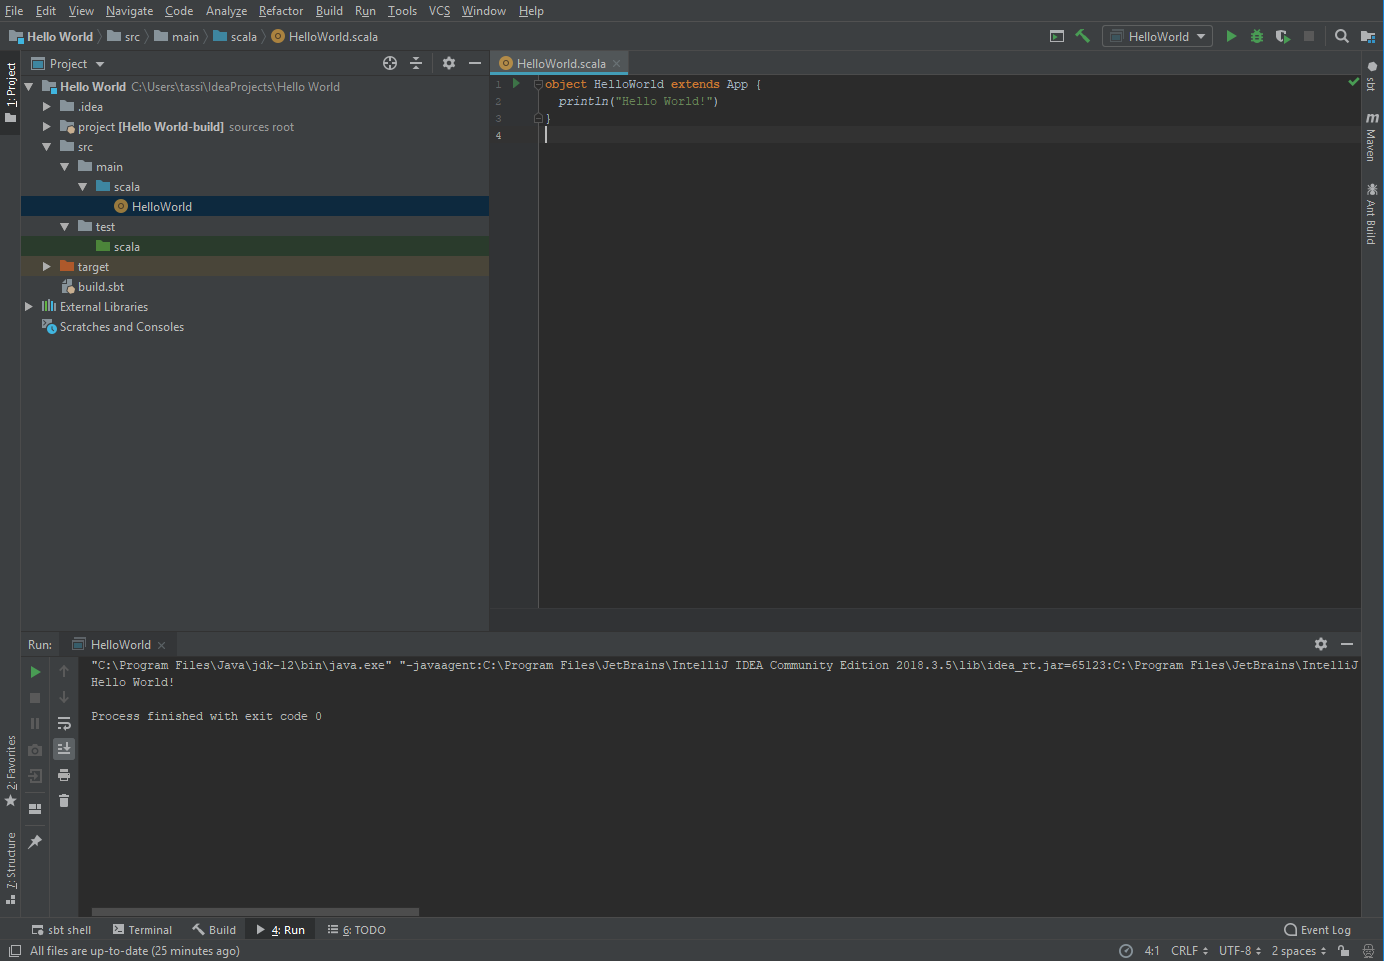 File Edit View Navigate Code Analyze Refactor Build Run Tools VCS Window Help
Hello World src main scala HelloWorld.scala HelloWorld
Project
HelloWorld.scala
1: Project
Hello World C:\Users\tassi\IdeaProjects\Hello World
.idea
project [Hello World-build] sources root
src
main
scala
HelloWorld
test
scala
target
build.sbt
External Libraries
Scratches and Consoles
1 object HelloWorld extends App {
2 println("Hello World!")
3 }
4
sbt
Maven
Ant Build
Run: HelloWorld
"C:\Program Files\Java\jdk-12\bin\java.exe" "-javaagent:C:\Program Files\JetBrains\IntelliJ IDEA Community Edition 2018.3.5\lib\idea_rt.jar=65123:C:\Program Files\JetBrains\IntelliJ
Hello World!
Process finished with exit code 0
2: Favorites
7: Structure
sbt shell Terminal Build 4: Run 6: TODO Event Log
All files are up-to-date (25 minutes ago) 4:1 CRLF UTF-8 2 spaces